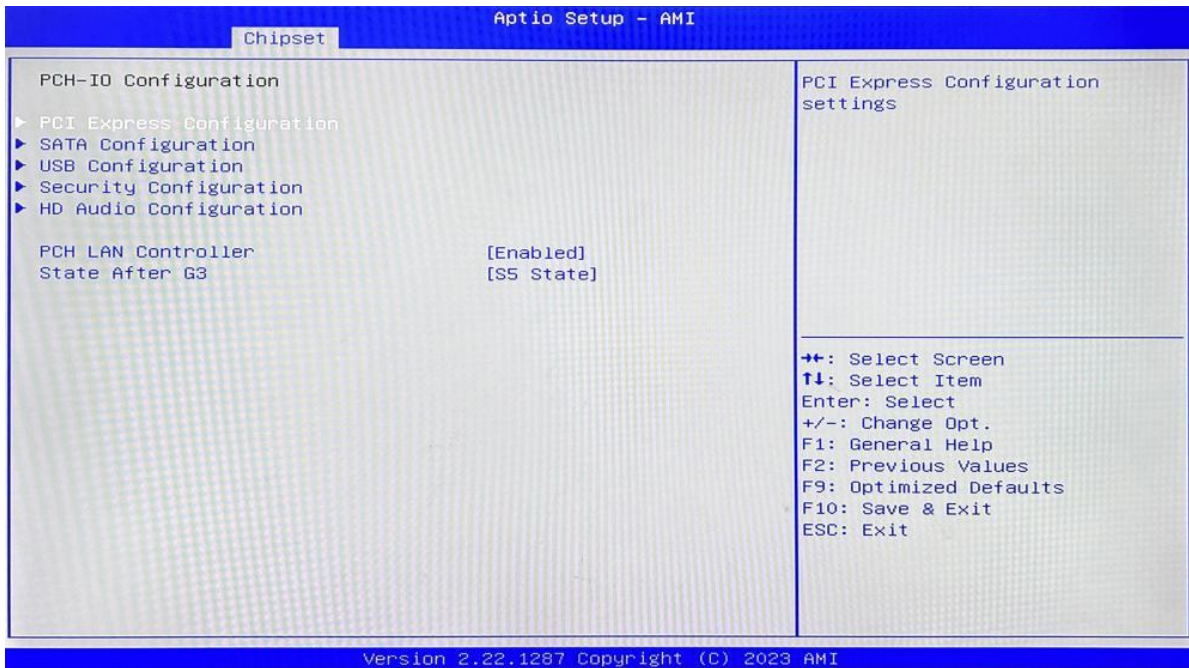 Aptio Setup - AMI
Chipset
PCH-IO Configuration
► PCI Express Configuration
► SATA Configuration
► USB Configuration
► Security Configuration
► HD Audio Configuration
PCH LAN Controller [Enabled]
State After G3 [S5 State]
PCI Express Configuration
settings
→←: Select Screen
↑↓: Select Item
Enter: Select
+/-: Change Opt.
F1: General Help
F2: Previous Values
F9: Optimized Defaults
F10: Save & Exit
ESC: Exit
Version 2.22.1287 Copyright (C) 2023 AMI